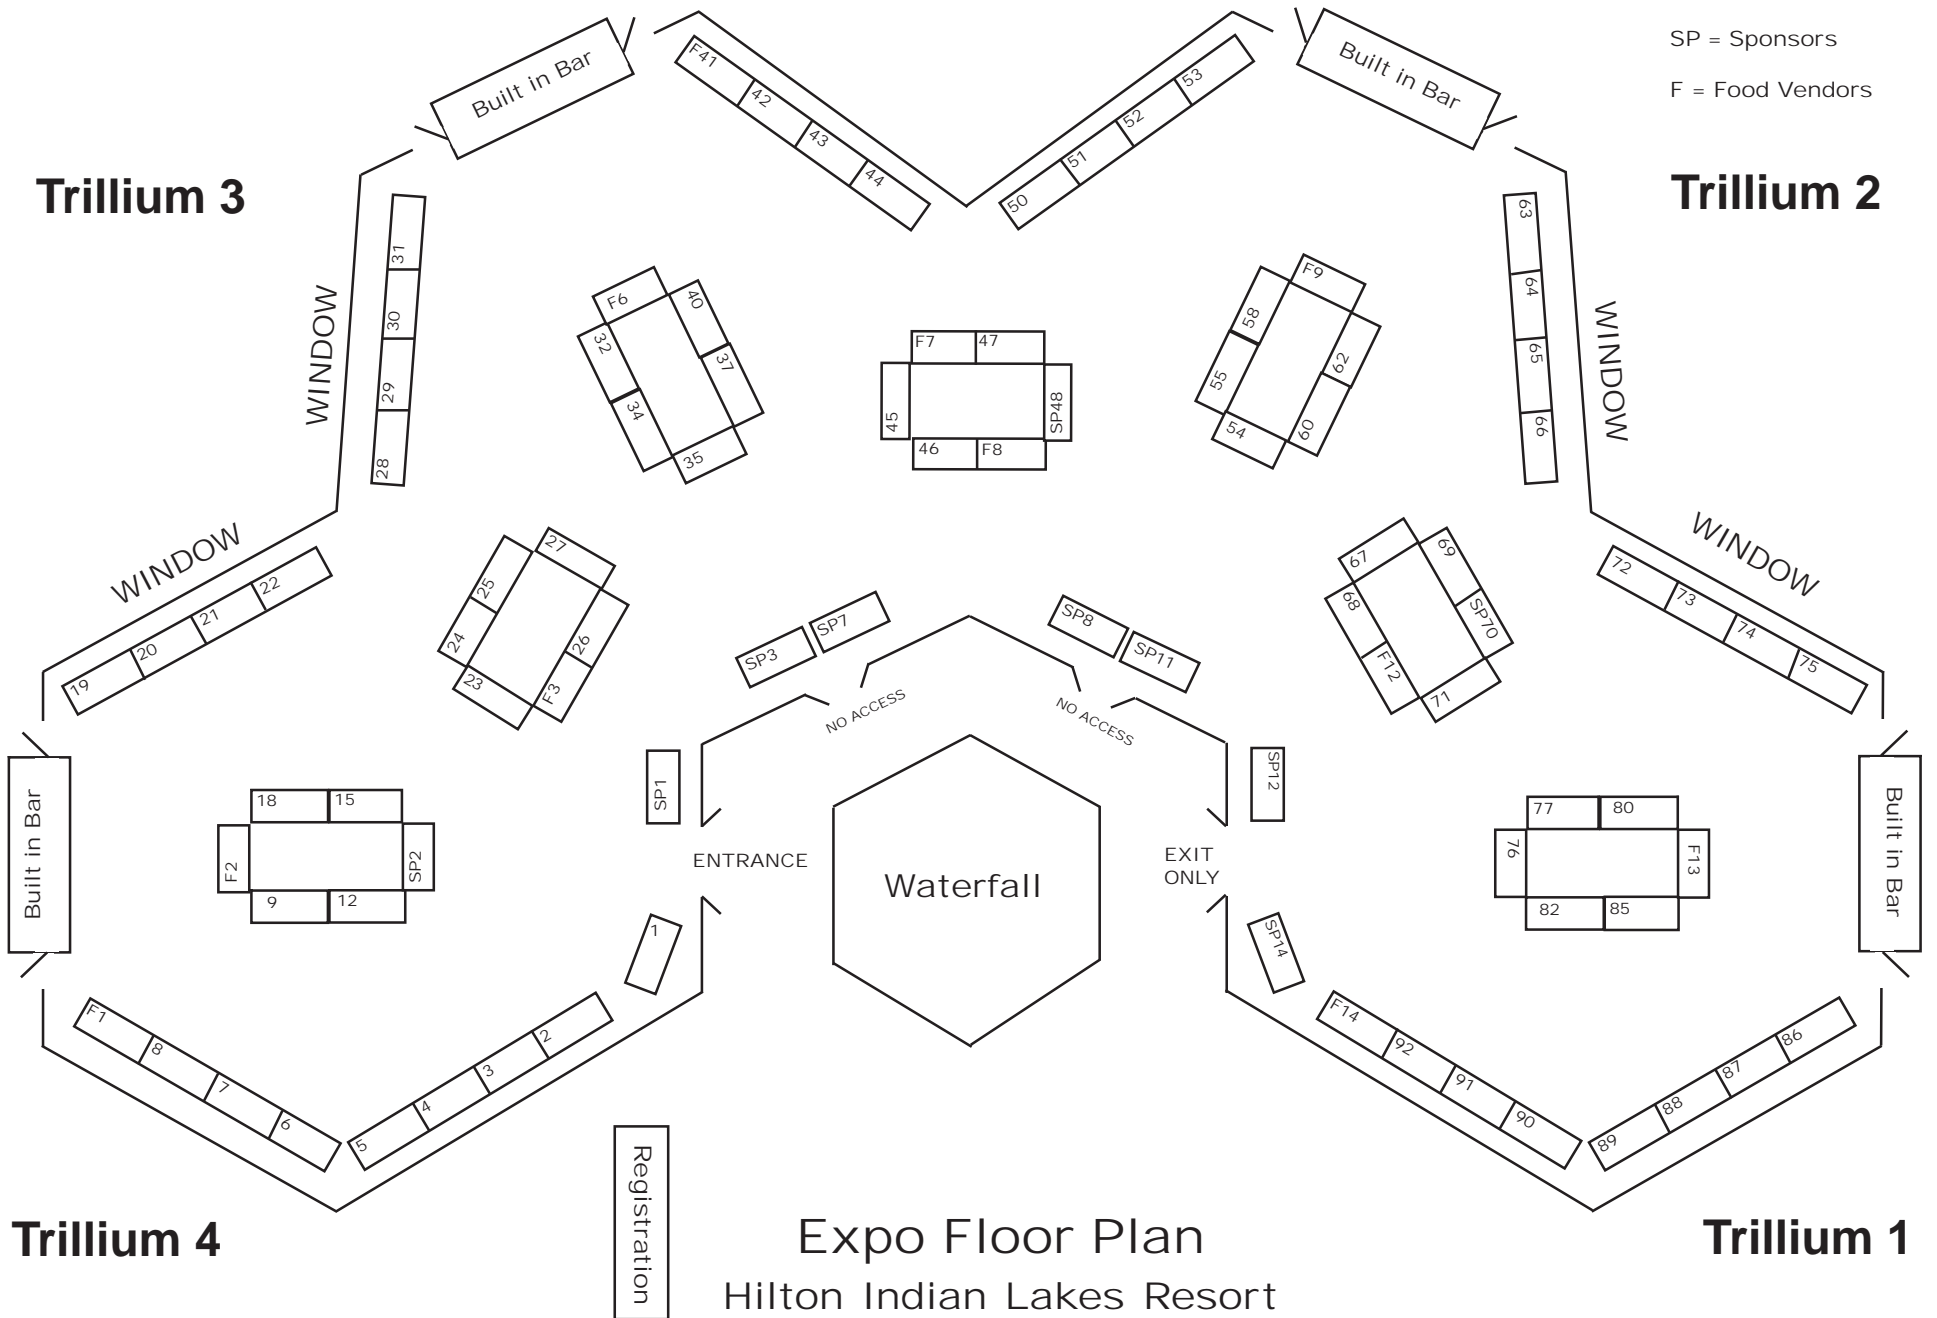 SP = Sponsors
F = Food Vendors
Built in Bar
Built in Bar
Trillium 3
Trillium 2
F41
42
43
44
50
51
52
53
31
30
29
28
WINDOW
63
64
65
66
WINDOW
F6
40
32
37
34
35
F7
47
45
SP48
46
F8
F9
58
62
55
54
60
WINDOW
19
20
21
22
27
25
24
26
23
F3
SP3
SP7
SP8
SP11
NO ACCESS
NO ACCESS
67
69
68
SP70
F12
71
WINDOW
72
73
74
75
Built in Bar
18
15
F2
SP2
9
12
SP1
ENTRANCE
1
Waterfall
EXIT
ONLY
SP12
SP14
77
80
76
F13
82
85
Built in Bar
F1
8
7
6
5
4
3
2
F14
92
91
90
89
88
87
86
Registration
Trillium 4
Trillium 1
Expo Floor Plan
Hilton Indian Lakes Resort